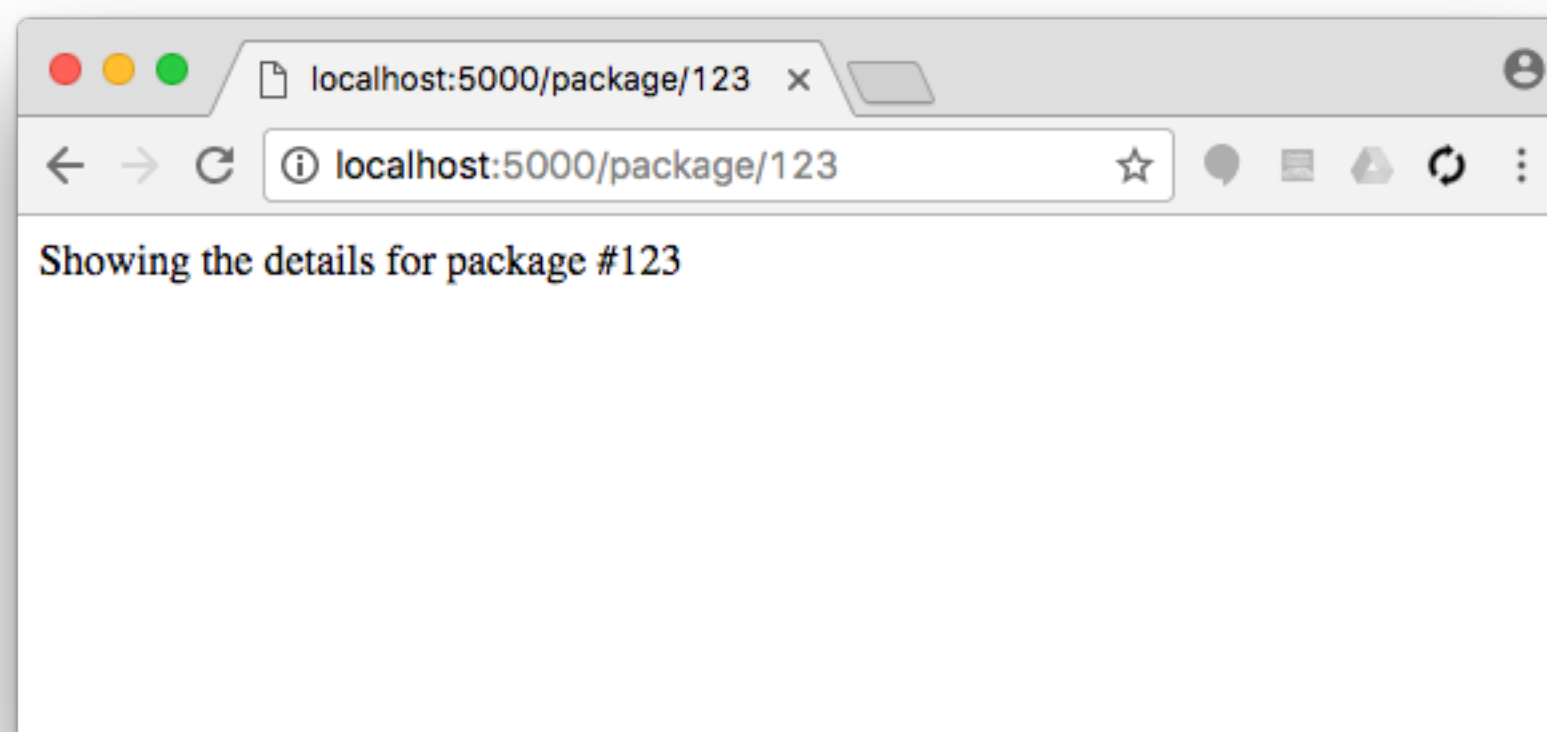 localhost:5000/package/123
localhost:5000/package/123
Showing the details for package #123